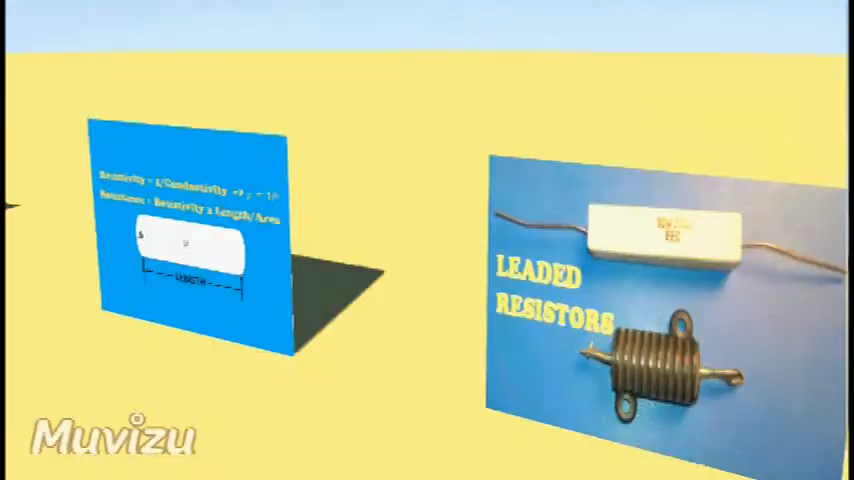 Resistivity = 1/Conductivity →
Resistance = Resistivity x Length/Area
LENGTH
LEADED
RESISTORS
Muvizu